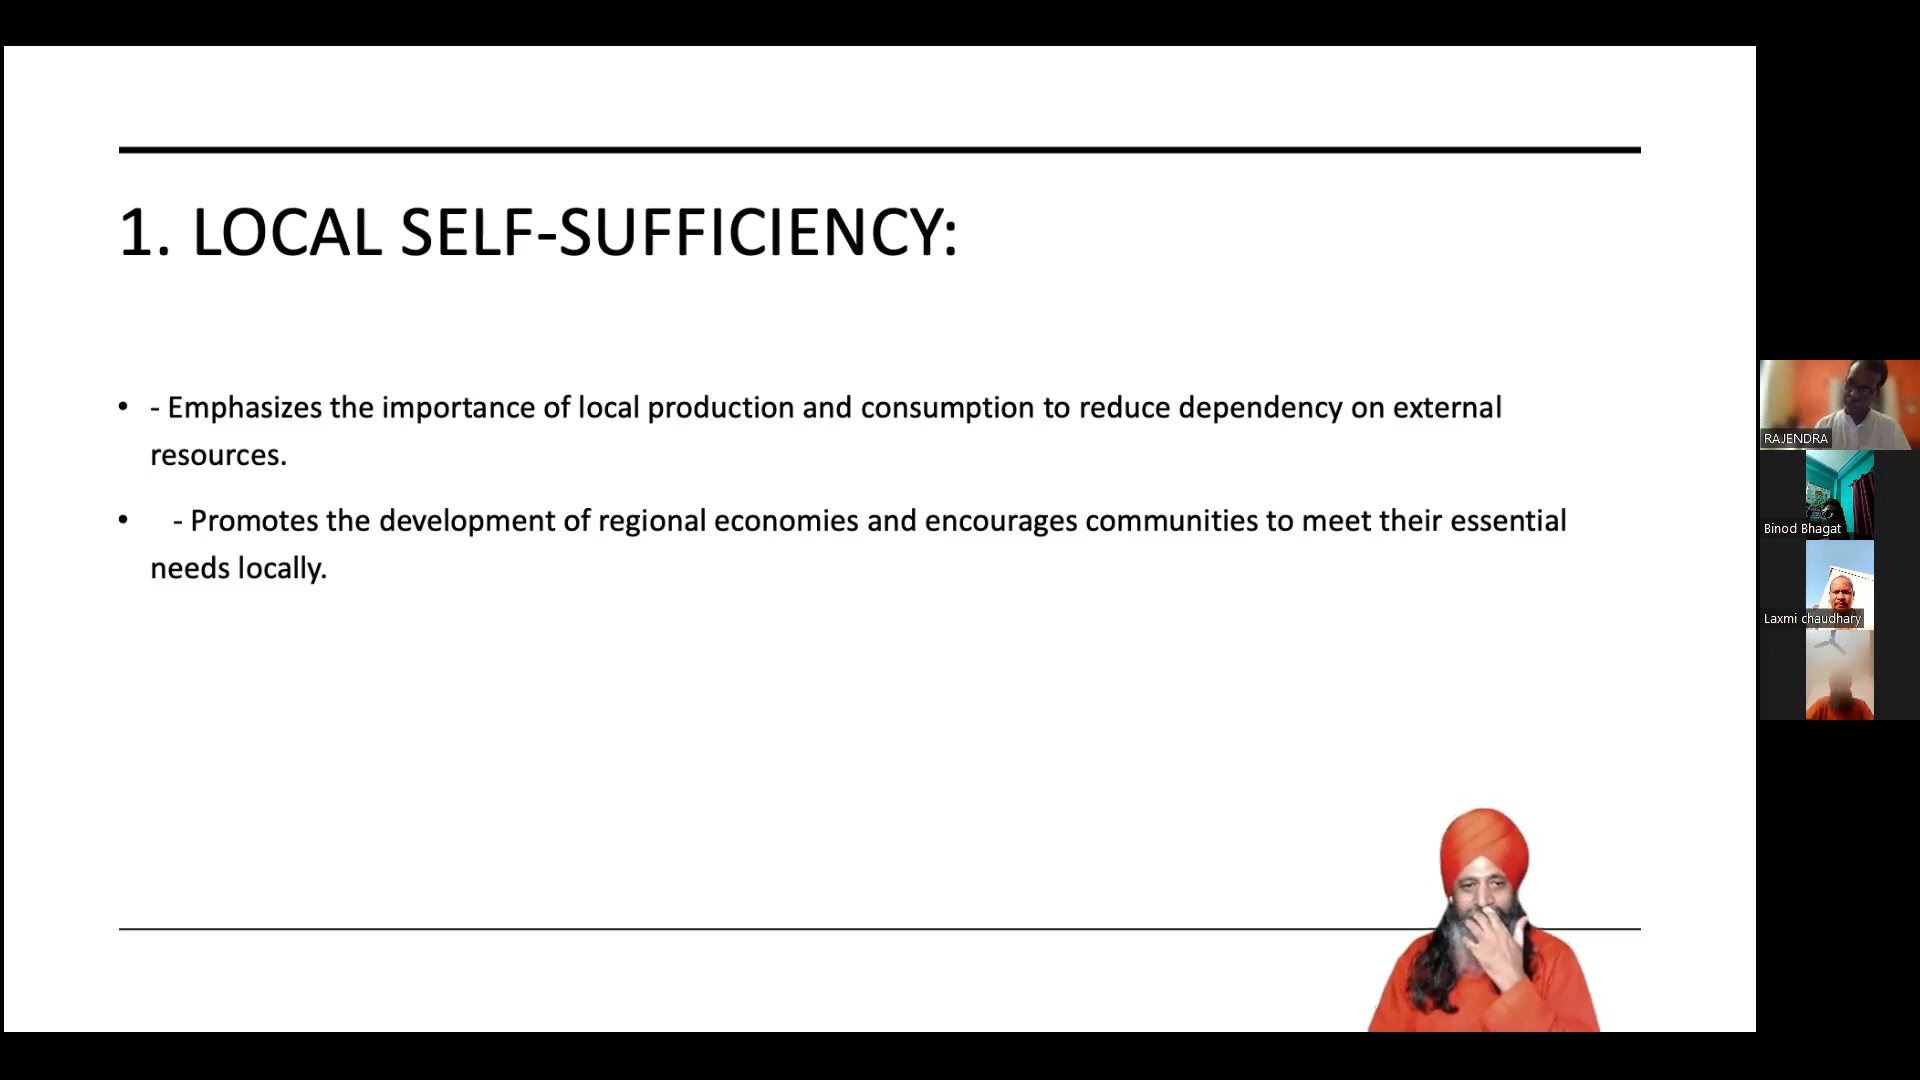 1. LOCAL SELF-SUFFICIENCY:
• - Emphasizes the importance of local production and consumption to reduce dependency on external
resources.
• - Promotes the development of regional economies and encourages communities to meet their essential
needs locally.
RAJENDRA
Binod Bhagat
Laxmi chaudhary